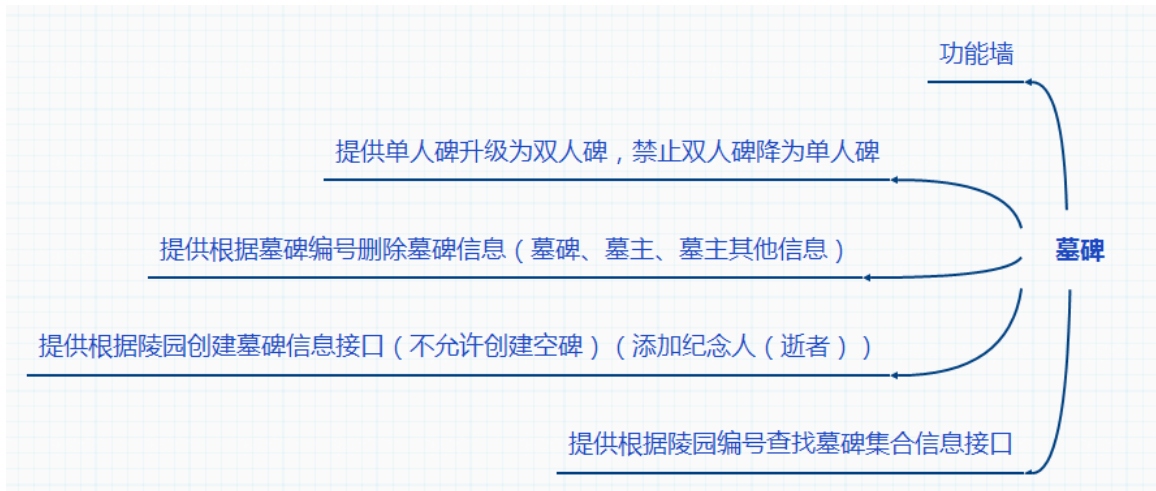 功能墙
提供单人碑升级为双人碑，禁止双人碑降为单人碑
提供根据墓碑编号删除墓碑信息（墓碑、墓主、墓主其他信息）
墓碑
提供根据陵园创建墓碑信息接口（不允许创建空碑）（添加纪念人（逝者））
提供根据陵园编号查找墓碑集合信息接口